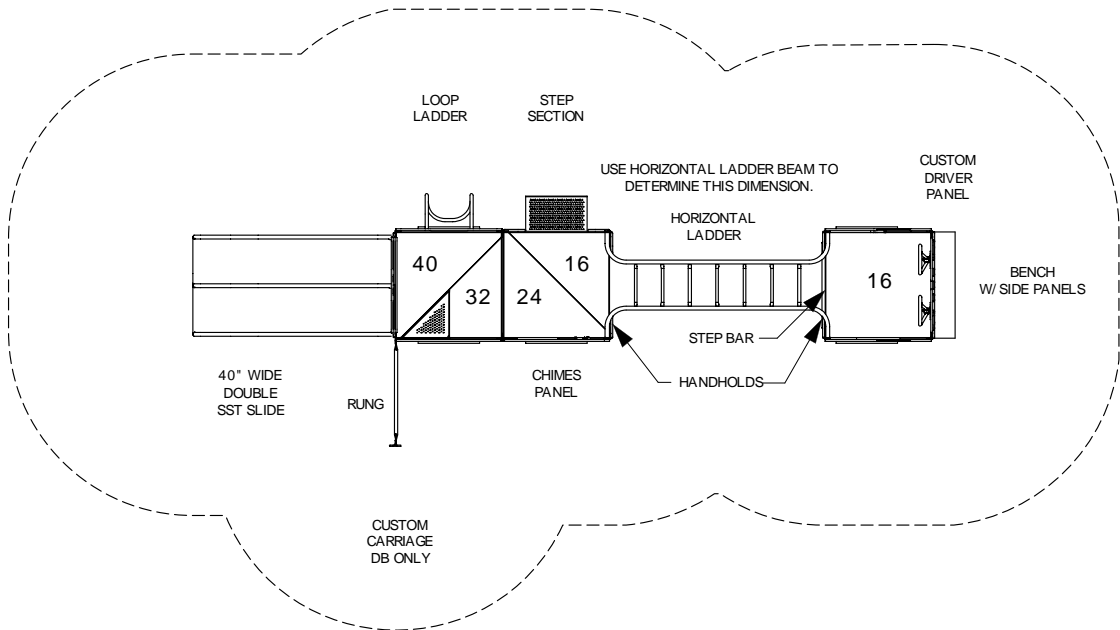 LOOP
LADDER
STEP
SECTION
USE HORIZONTAL LADDER BEAM TO
DETERMINE THIS DIMENSION.
CUSTOM
DRIVER
PANEL
HORIZONTAL
LADDER
40
32
24
16
16
BENCH
W/ SIDE PANELS
STEP BAR
HANDHOLDS
40" WIDE
DOUBLE
SST SLIDE
RUNG
CHIMES
PANEL
CUSTOM
CARRIAGE
DB ONLY